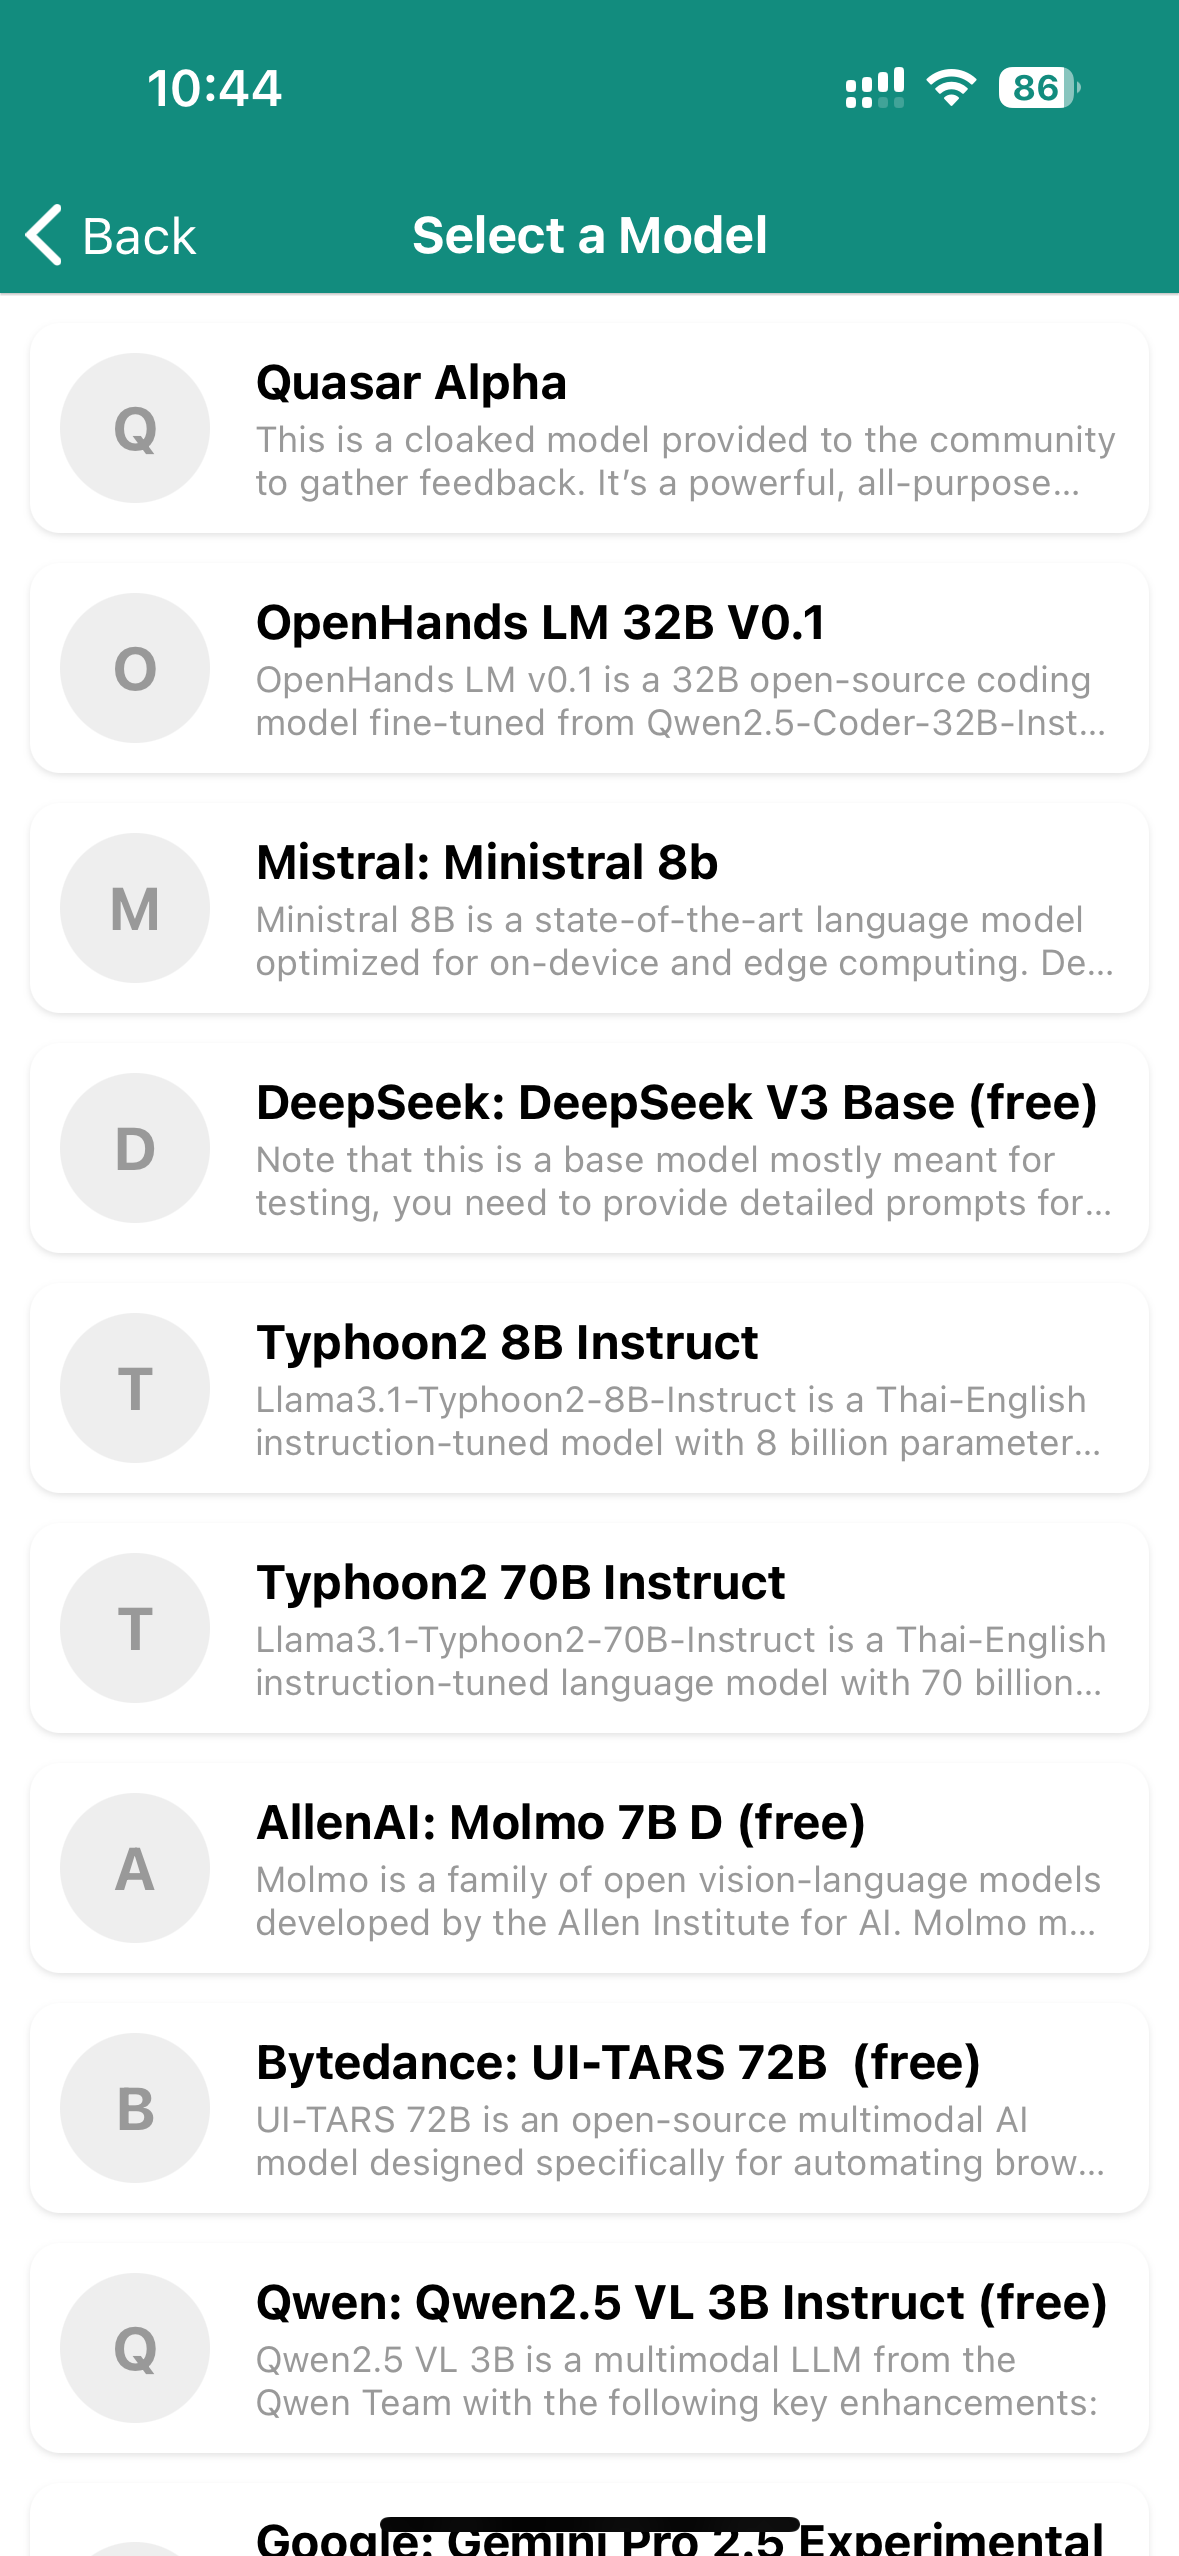 10:44
86
Back
Select a Model
Q
Quasar Alpha
This is a cloaked model provided to the community
to gather feedback. It’s a powerful, all-purpose...
O
OpenHands LM 32B V0.1
OpenHands LM v0.1 is a 32B open-source coding
model fine-tuned from Qwen2.5-Coder-32B-Inst...
M
Mistral: Ministral 8b
Ministral 8B is a state-of-the-art language model
optimized for on-device and edge computing. De...
D
DeepSeek: DeepSeek V3 Base (free)
Note that this is a base model mostly meant for
testing, you need to provide detailed prompts for...
T
Typhoon2 8B Instruct
Llama3.1-Typhoon2-8B-Instruct is a Thai-English
instruction-tuned model with 8 billion parameter...
T
Typhoon2 70B Instruct
Llama3.1-Typhoon2-70B-Instruct is a Thai-English
instruction-tuned language model with 70 billion...
A
AllenAI: Molmo 7B D (free)
Molmo is a family of open vision-language models
developed by the Allen Institute for AI. Molmo m...
B
Bytedance: UI-TARS 72B  (free)
UI-TARS 72B is an open-source multimodal AI
model designed specifically for automating brow...
Q
Qwen: Qwen2.5 VL 3B Instruct (free)
Qwen2.5 VL 3B is a multimodal LLM from the
Qwen Team with the following key enhancements:
Google: Gemini Pro 2.5 Experimental